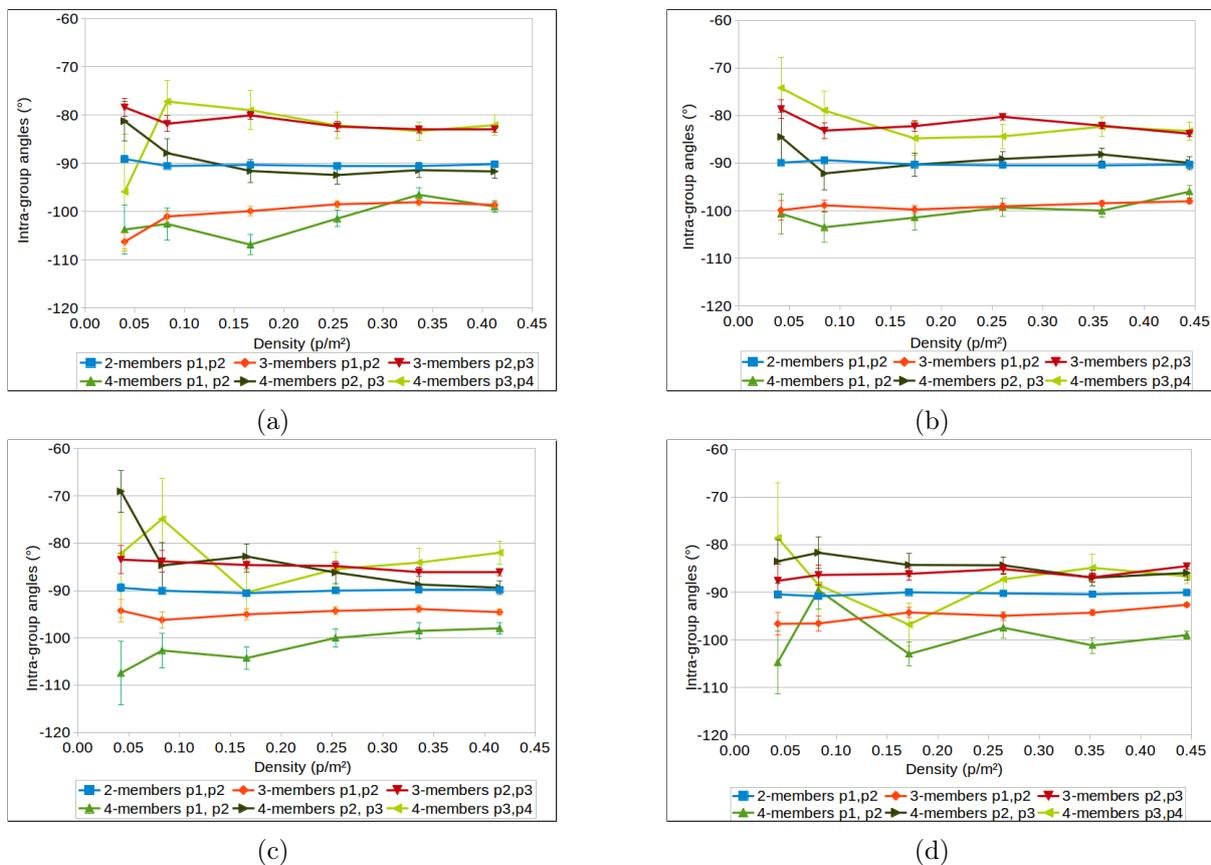 -60
-70
-80
-90
-100
-110
-120
Intra-group angles (°)
0.00 0.05 0.10 0.15 0.20 0.25 0.30 0.35 0.40 0.45
Density (p/m²)
2-members p1,p2 3-members p1,p2 3-members p2,p3
4-members p1, p2 4-members p2, p3 4-members p3,p4
(a)
-60
-70
-80
-90
-100
-110
-120
Intra-group angles (°)
0.00 0.05 0.10 0.15 0.20 0.25 0.30 0.35 0.40 0.45
Density (p/m²)
2-members p1,p2 3-members p1,p2 3-members p2,p3
4-members p1, p2 4-members p2, p3 4-members p3,p4
(b)
-60
-70
-80
-90
-100
-110
-120
Intra-group angles (°)
0.00 0.05 0.10 0.15 0.20 0.25 0.30 0.35 0.40 0.45
Density (p/m²)
2-members p1,p2 3-members p1,p2 3-members p2,p3
4-members p1, p2 4-members p2, p3 4-members p3,p4
(c)
-60
-70
-80
-90
-100
-110
-120
Intra-group angles (°)
0.00 0.05 0.10 0.15 0.20 0.25 0.30 0.35 0.40 0.45
Density (p/m²)
2-members p1,p2 3-members p1,p2 3-members p2,p3
4-members p1, p2 4-members p2, p3 4-members p3,p4
(d)